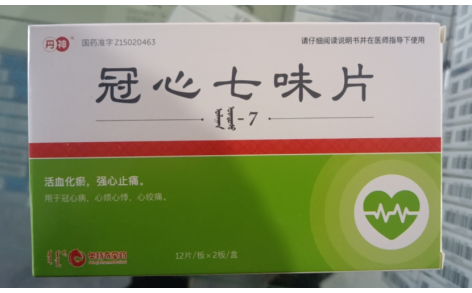 丹神® 国药准字Z15020463 请仔细阅读说明书并在医师指导下使用
冠心七味片
-7
活血化瘀，强心止痛。
用于冠心病、心烦心悸、心绞痛。
12片/板×2板/盒